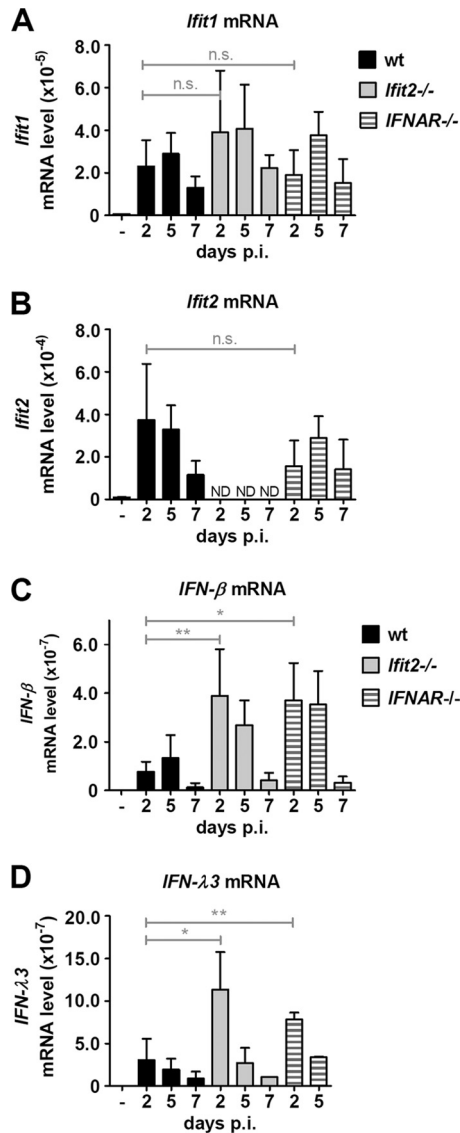 A
Ifit1 mRNA
Ifit1
mRNA level (x10-5)
8.0
6.0
4.0
2.0
0
n.s.
n.s.
wt
Ifit2-/-
IFNAR-/-
- 2 5 7 2 5 7 2 5 7
days p.i.
B
Ifit2 mRNA
Ifit2
mRNA level (x10-4)
8.0
6.0
4.0
2.0
0
n.s.
ND ND ND
- 2 5 7 2 5 7 2 5 7
days p.i.
C
IFN-β mRNA
IFN-β
mRNA level (x10-7)
6.0
4.0
2.0
0
*
**
wt
Ifit2-/-
IFNAR-/-
- 2 5 7 2 5 7 2 5 7
days p.i.
D
IFN-λ3 mRNA
IFN-λ3
mRNA level (x10-7)
20.0
15.0
10.0
5.0
0
**
*
- 2 5 7 2 5 7 2 5
days p.i.